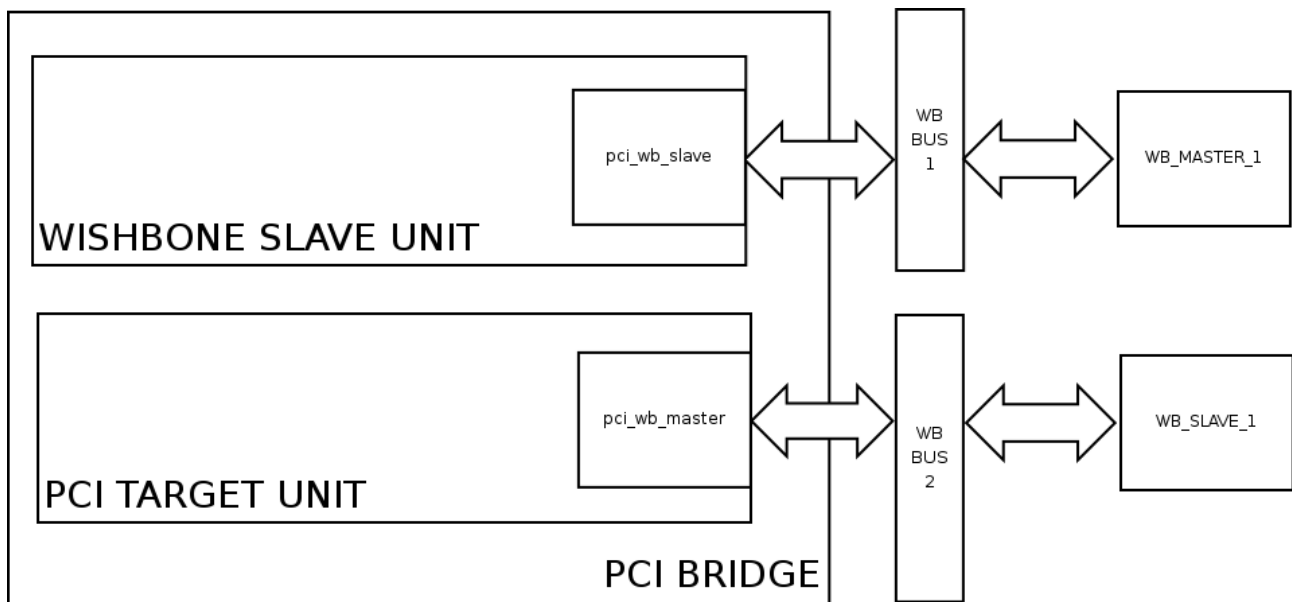 pci_wb_slave
WISHBONE SLAVE UNIT
WB
BUS
1
WB_MASTER_1
pci_wb_master
PCI TARGET UNIT
WB
BUS
2
WB_SLAVE_1
PCI BRIDGE